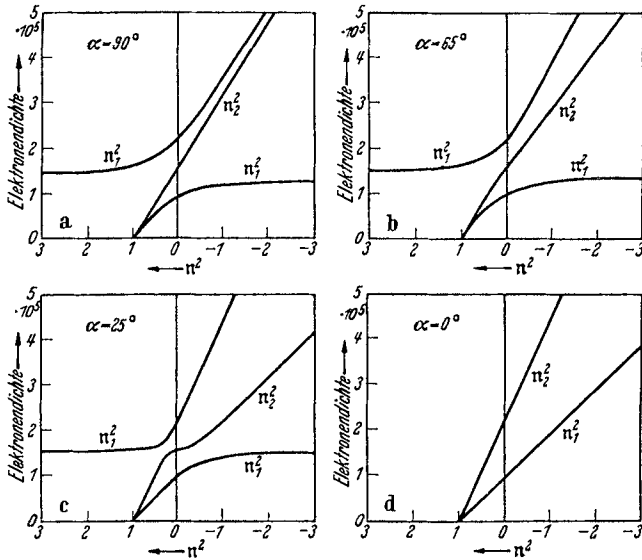 5
·10⁵
4
3
2
1
0
Elektronendichte
α=90°
n₁²
n₂²
n₁²
a
3 2 1 0 -1 -2 -3
n²
5
·10⁵
4
3
2
1
0
Elektronendichte
α=65°
n₁²
n₂²
n₁²
b
3 2 1 0 -1 -2 -3
n²
5
·10⁵
4
3
2
1
0
Elektronendichte
α=25°
n₁²
n₂²
n₁²
c
3 2 1 0 -1 -2 -3
n²
5
·10⁵
4
3
2
1
0
Elektronendichte
α=0°
n₂²
n₁²
d
3 2 1 0 -1 -2 -3
n²